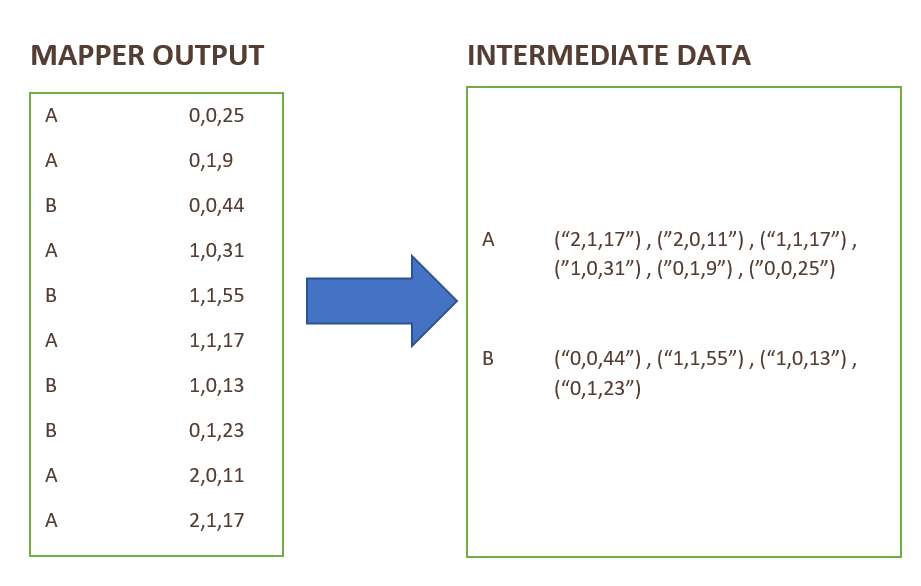 MAPPER OUTPUT
A 0,0,25
A 0,1,9
B 0,0,44
A 1,0,31
B 1,1,55
A 1,1,17
B 1,0,13
B 0,1,23
A 2,0,11
A 2,1,17
INTERMEDIATE DATA
A (“2,1,17”) , (”2,0,11”) , (“1,1,17”) ,
(”1,0,31”) , (”0,1,9”) , (”0,0,25”)
B (“0,0,44”) , (“1,1,55”) , (“1,0,13”) ,
(“0,1,23”)